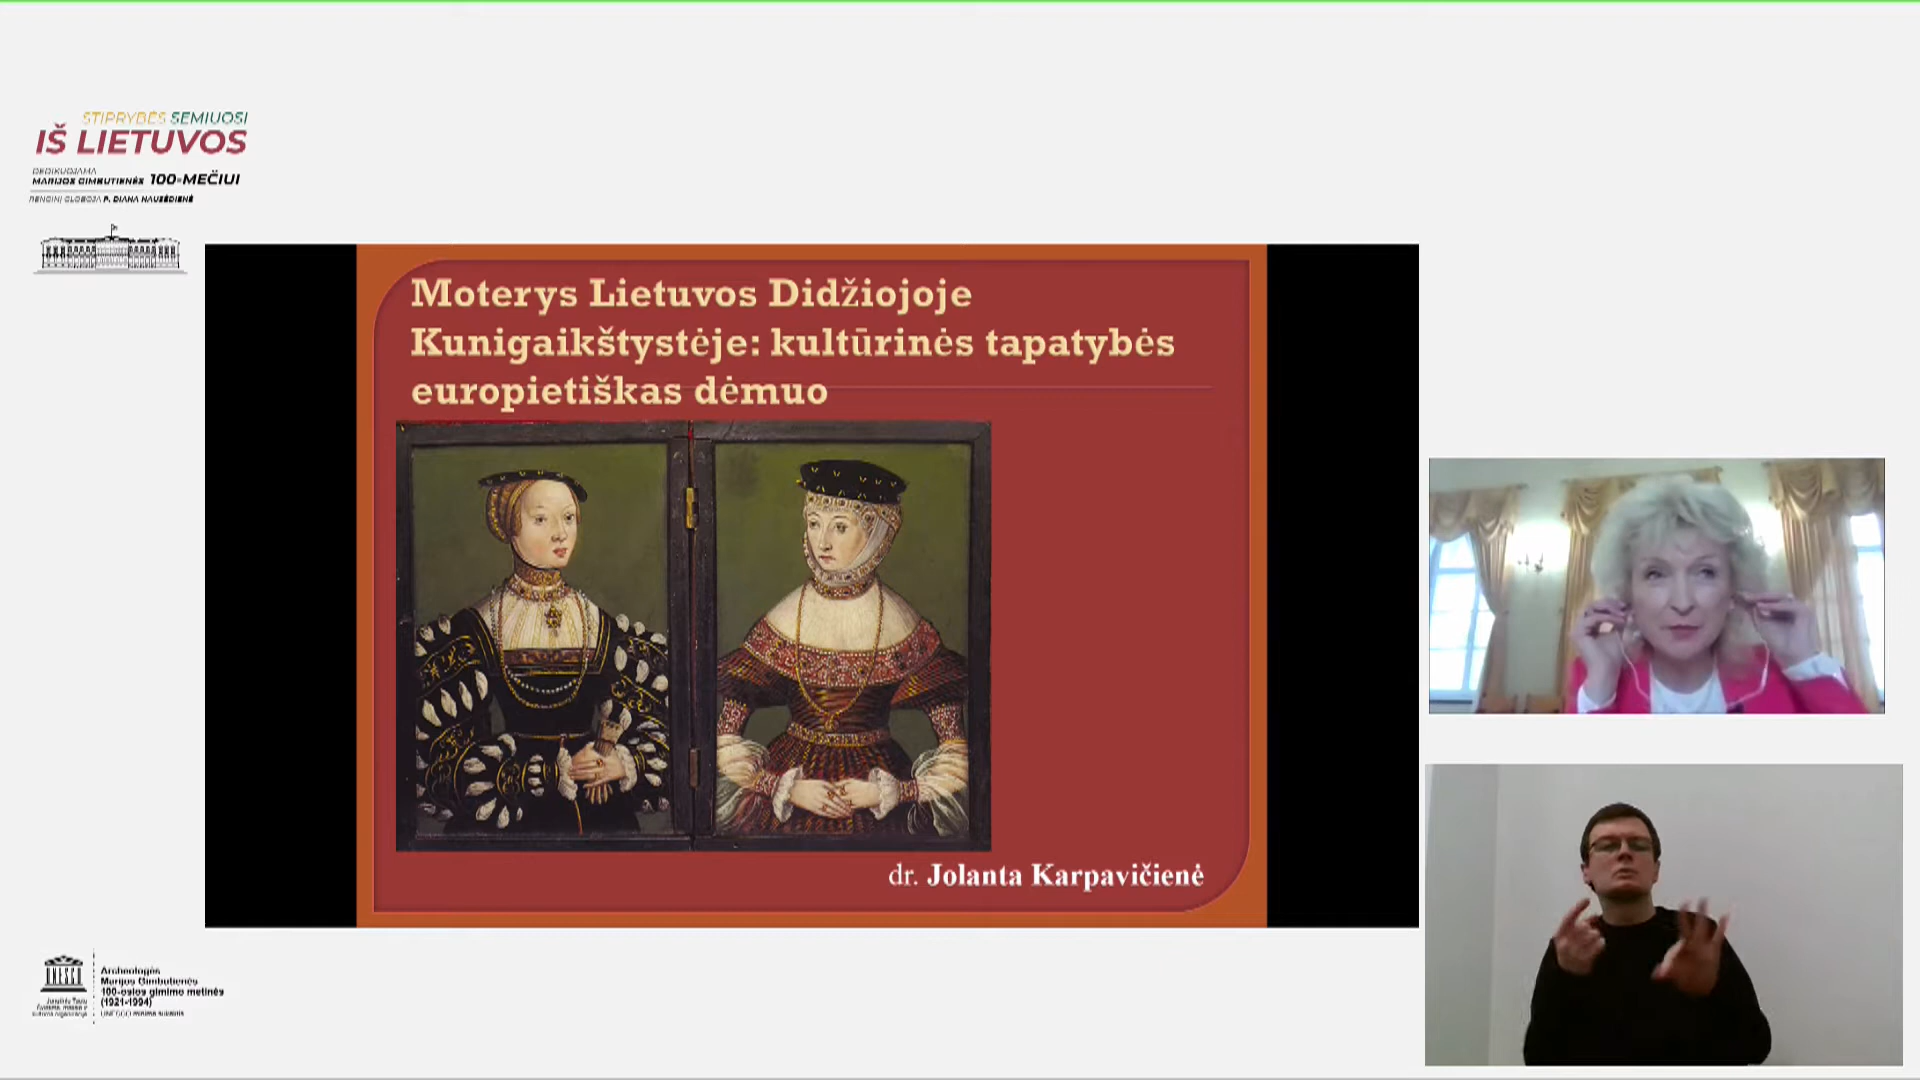 STIPRYBĖS SEMIUOSI
IŠ LIETUVOS
DEDIKUOJAMA
MARIJOS GIMBUTIENĖS 100-MEČIUI
RENGINĮ GLOBOJA P. DIANA NAUSĖDIENĖ
Moterys Lietuvos Didžiojoje
Kunigaikštystėje: kultūrinės tapatybės
europietiškas dėmuo
dr. Jolanta Karpavičienė
UNESCO
Archeologės
Marijos Gimbutienės
100-osios gimimo metinės
(1921-1994)